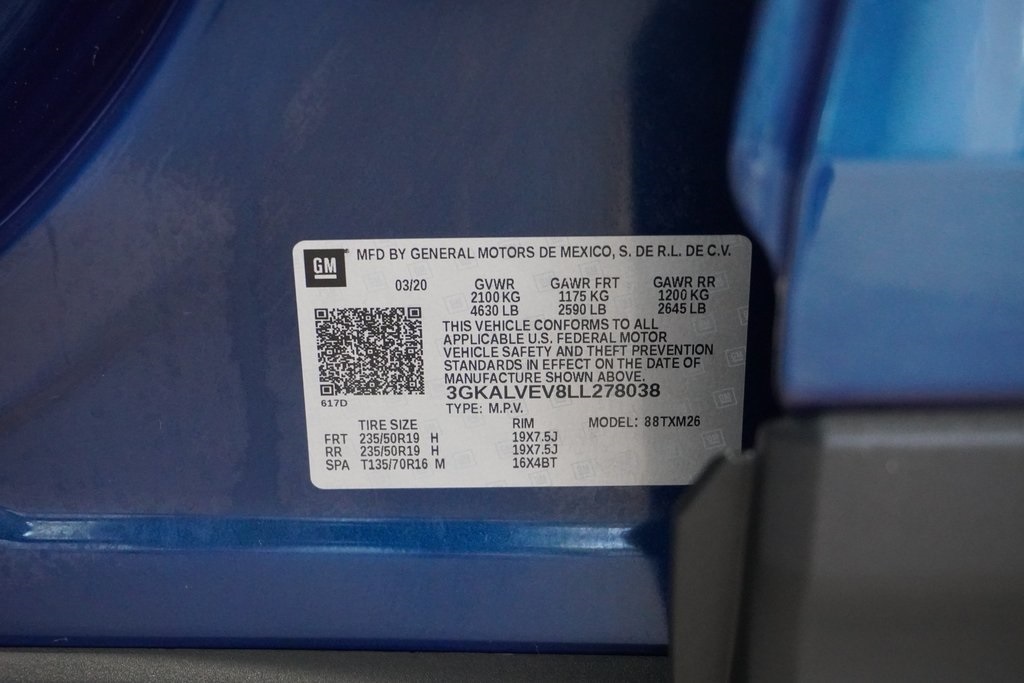 GM MFD BY GENERAL MOTORS DE MEXICO, S. DE R.L. DE C.V.
03/20 GVWR GAWR FRT GAWR RR
2100 KG 1175 KG 1200 KG
4630 LB 2590 LB 2645 LB
THIS VEHICLE CONFORMS TO ALL
APPLICABLE U.S. FEDERAL MOTOR
VEHICLE SAFETY AND THEFT PREVENTION
STANDARDS IN EFFECT ON THE DATE OF
MANUFACTURE SHOWN ABOVE.
3GKALVEV8LL278038
617D
TYPE: M.P.V.
TIRE SIZE RIM MODEL: 88TXM26
FRT 235/50R19 H 19X7.5J
RR 235/50R19 H 19X7.5J
SPA T135/70R16 M 16X4BT